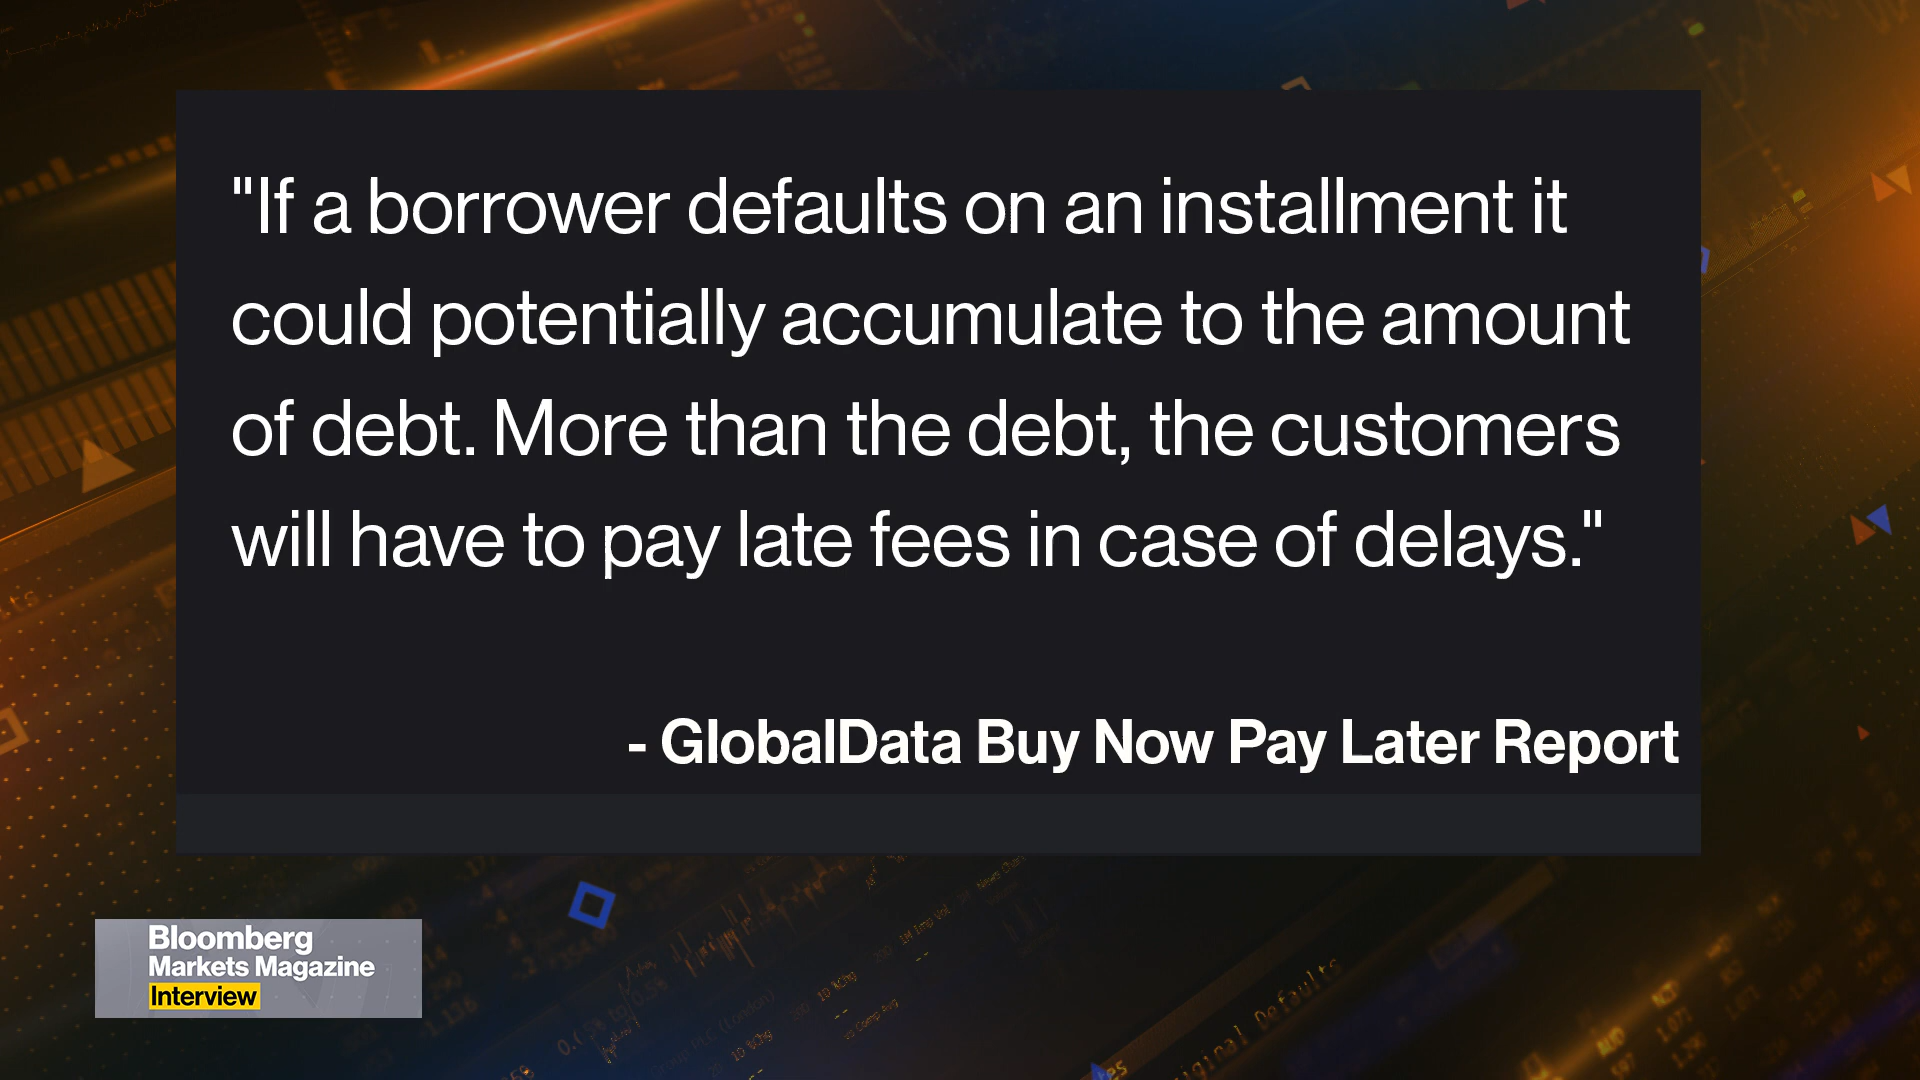 "If a borrower defaults on an installment it
could potentially accumulate to the amount
of debt. More than the debt, the customers
will have to pay late fees in case of delays."
- GlobalData Buy Now Pay Later Report
Bloomberg
Markets Magazine
Interview